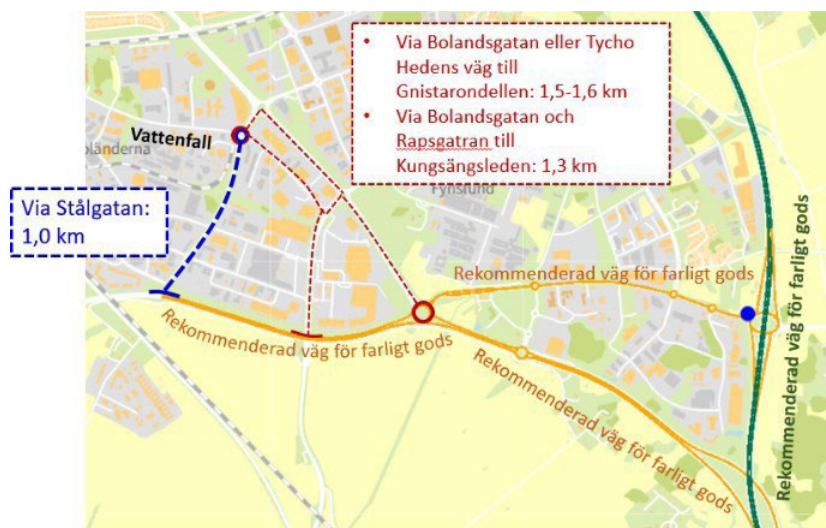 • Via Bolandsgatan eller Tycho
Hedens väg till
Gnistarondellen: 1,5-1,6 km
• Via Bolandsgatan och
Rapsgatran till
Kungsängsleden: 1,3 km
Vattenfall
Fyrislund
Via Stålgatan:
1,0 km
Rekommenderad väg för farligt gods
Rekommenderad väg för farligt gods
Rekommenderad väg för farligt gods
Rekommenderad väg för farligt gods